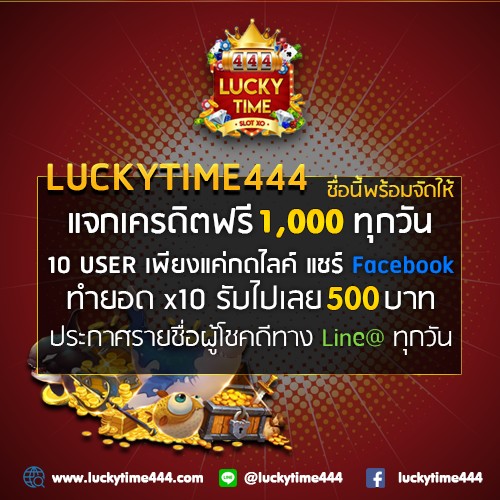 444
LUCKY
TIME
SLOT XO
LUCKYTIME444 ชื่อนี้พร้อมจัดให้
แจกเครดิตฟรี 1,000 ทุกวัน
10 USER เพียงแค่กดไลค์ แชร์ Facebook
ทำยอด x10 รับไปเลย 500 บาท
ประกาศรายชื่อผู้โชคดีทาง Line@ ทุกวัน
www.luckytime444.com LINE @luckytime444 f luckytime444